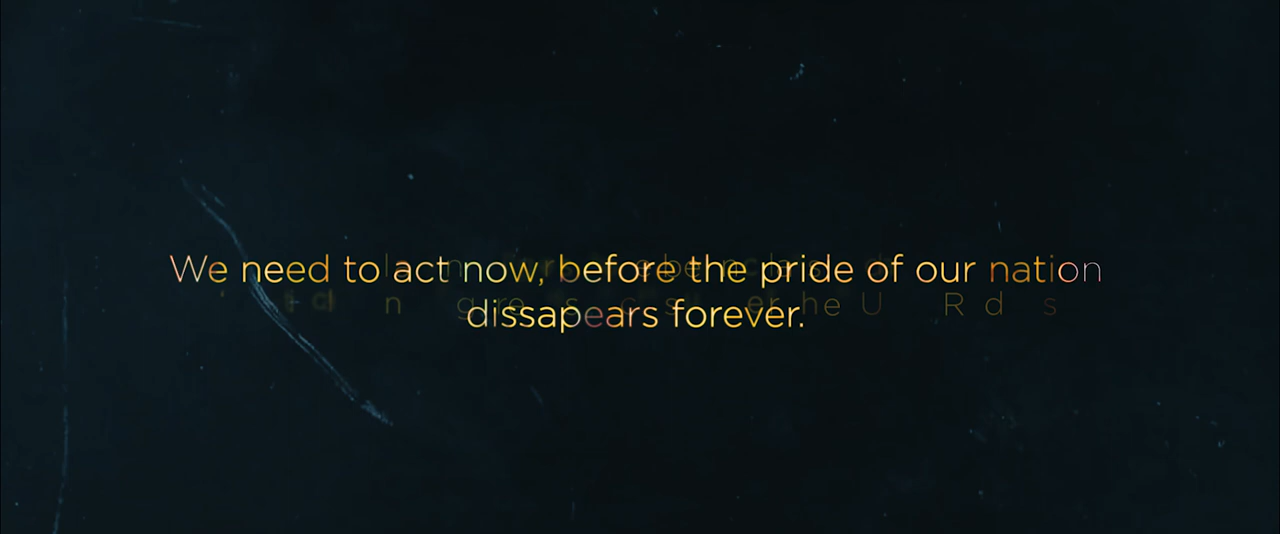 We need to act now, before the pride of our nation
dissapears forever.